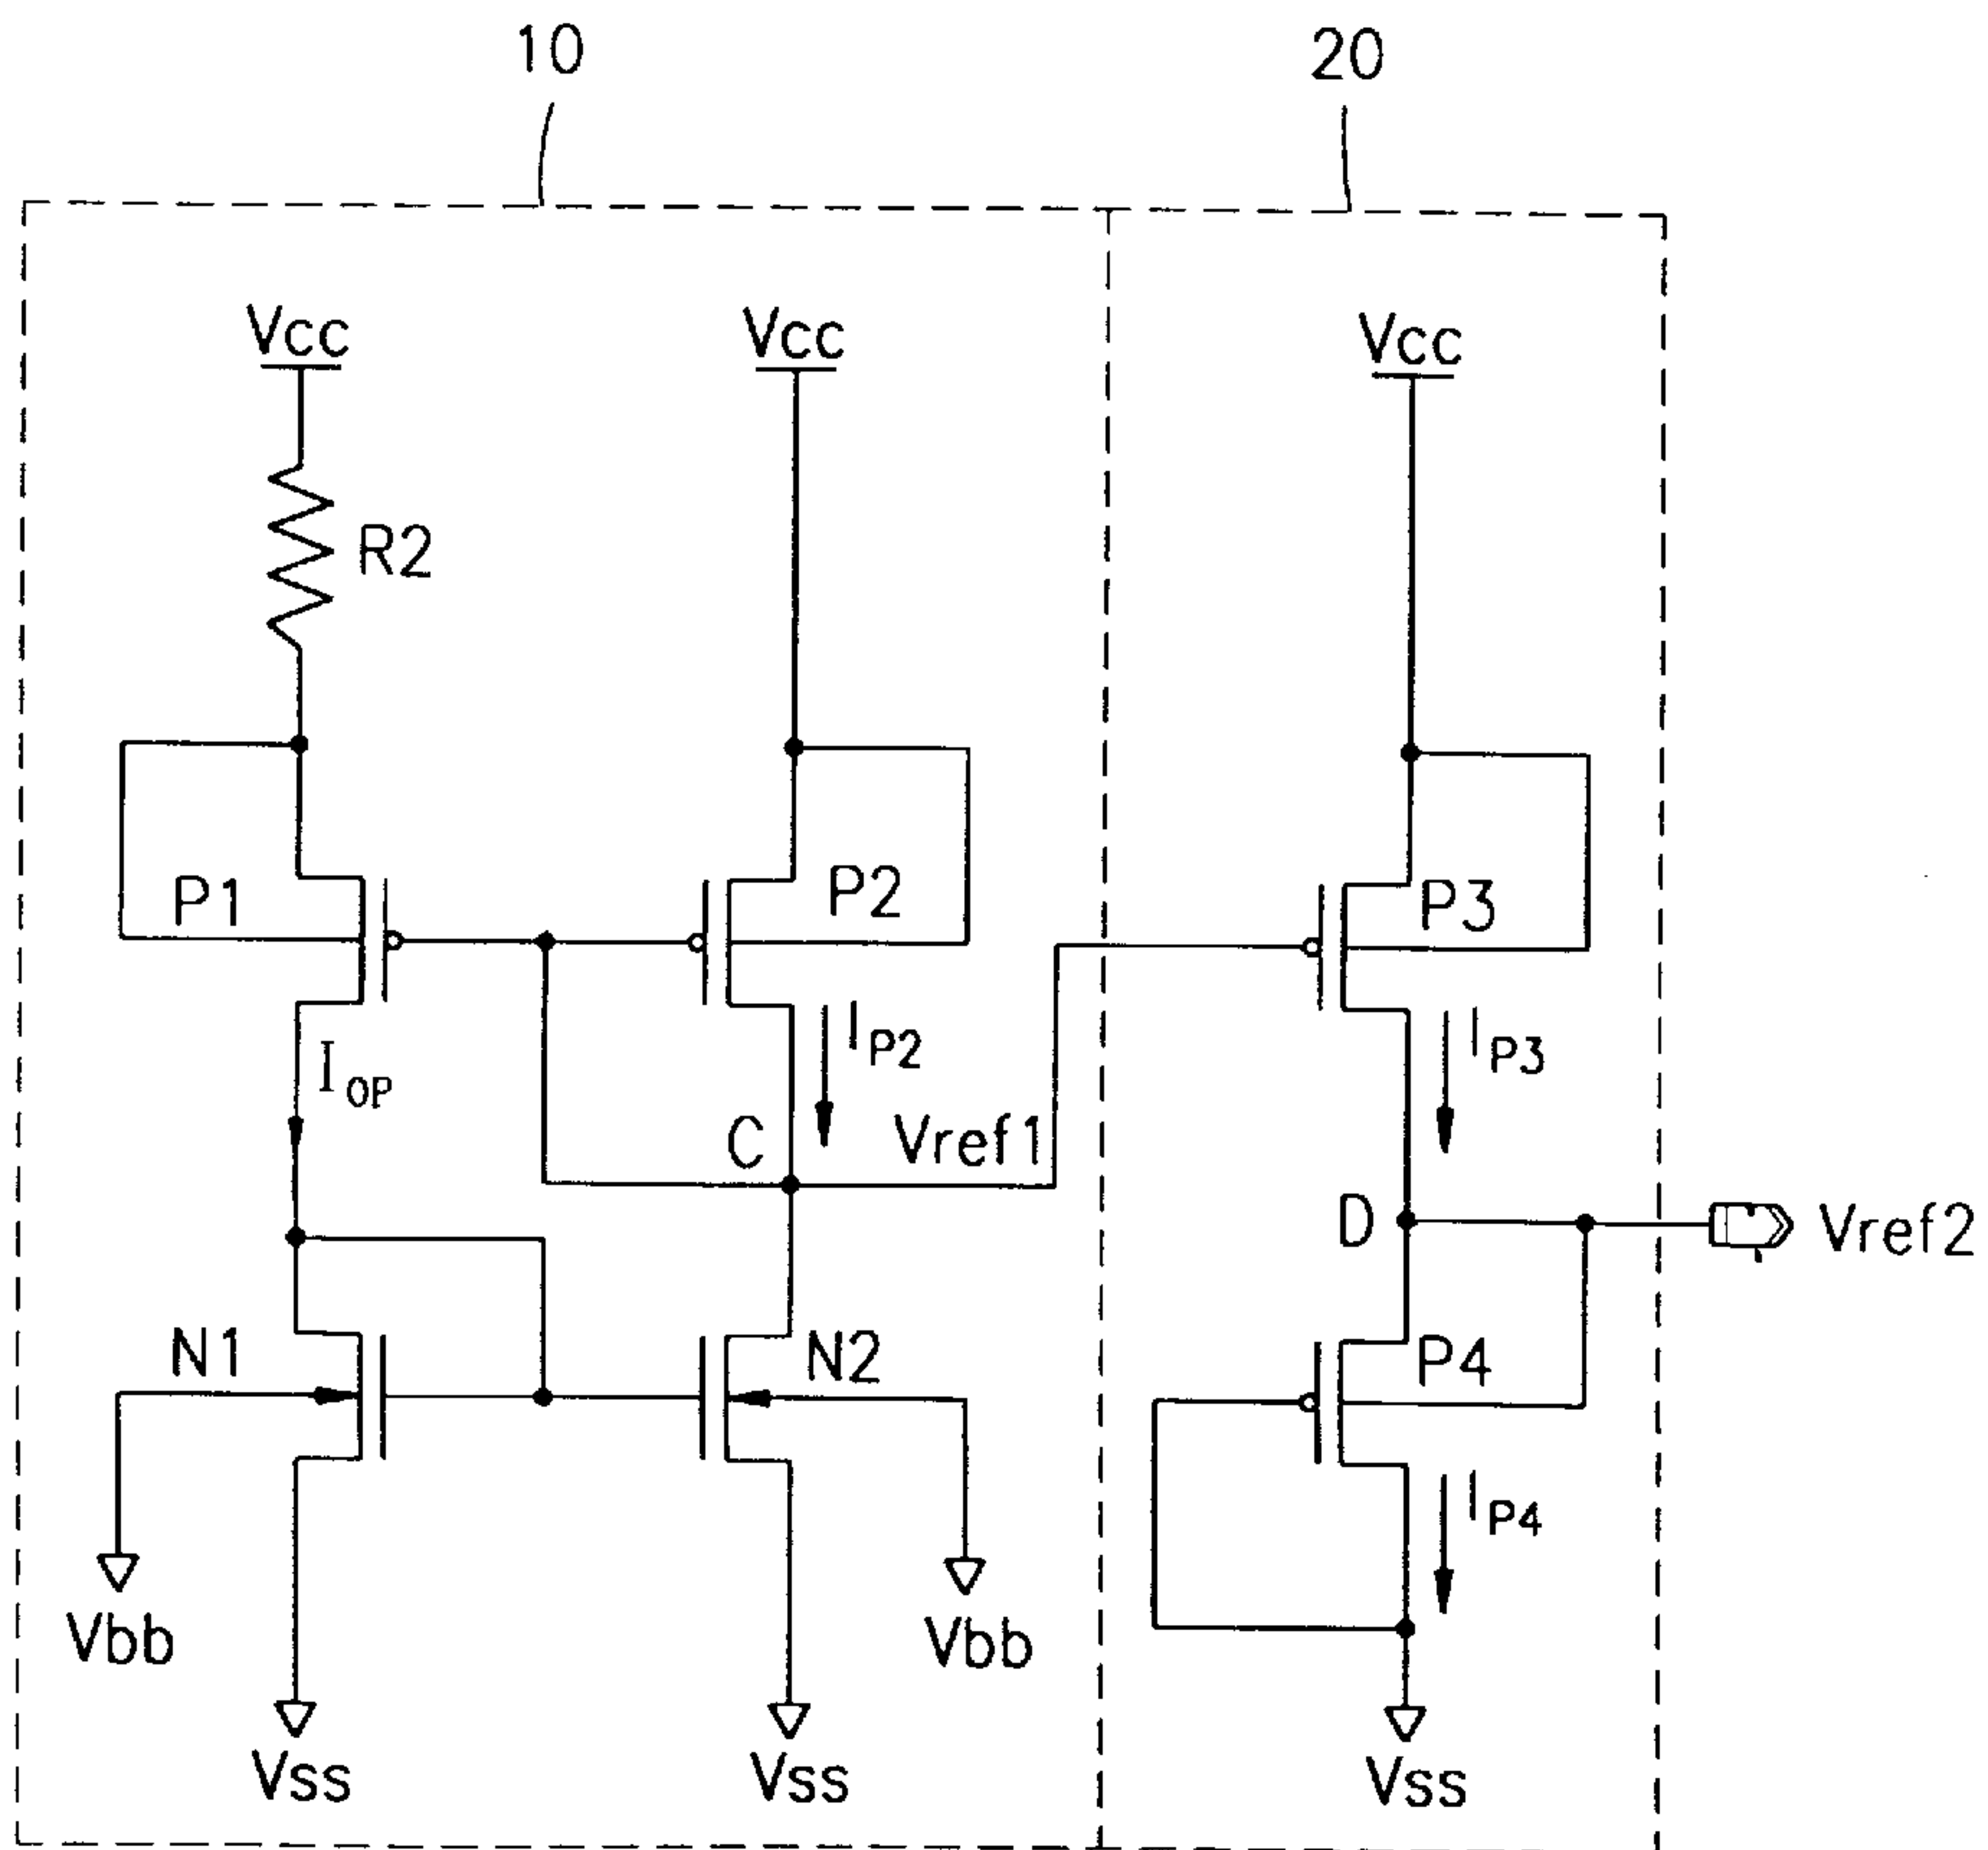 10
20
Vcc
Vcc
Vcc
R2
P1
P2
P3
IOP
IP2
IP3
C
Vref1
D
Vref2
N1
N2
P4
IP4
Vbb
Vbb
Vss
Vss
Vss